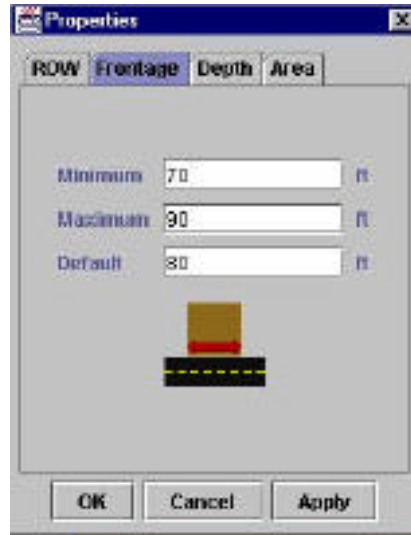 Properties
ROW Frontage Depth Area
Minimum 70 ft
Maximum 90 ft
Default 80 ft
OK Cancel Apply